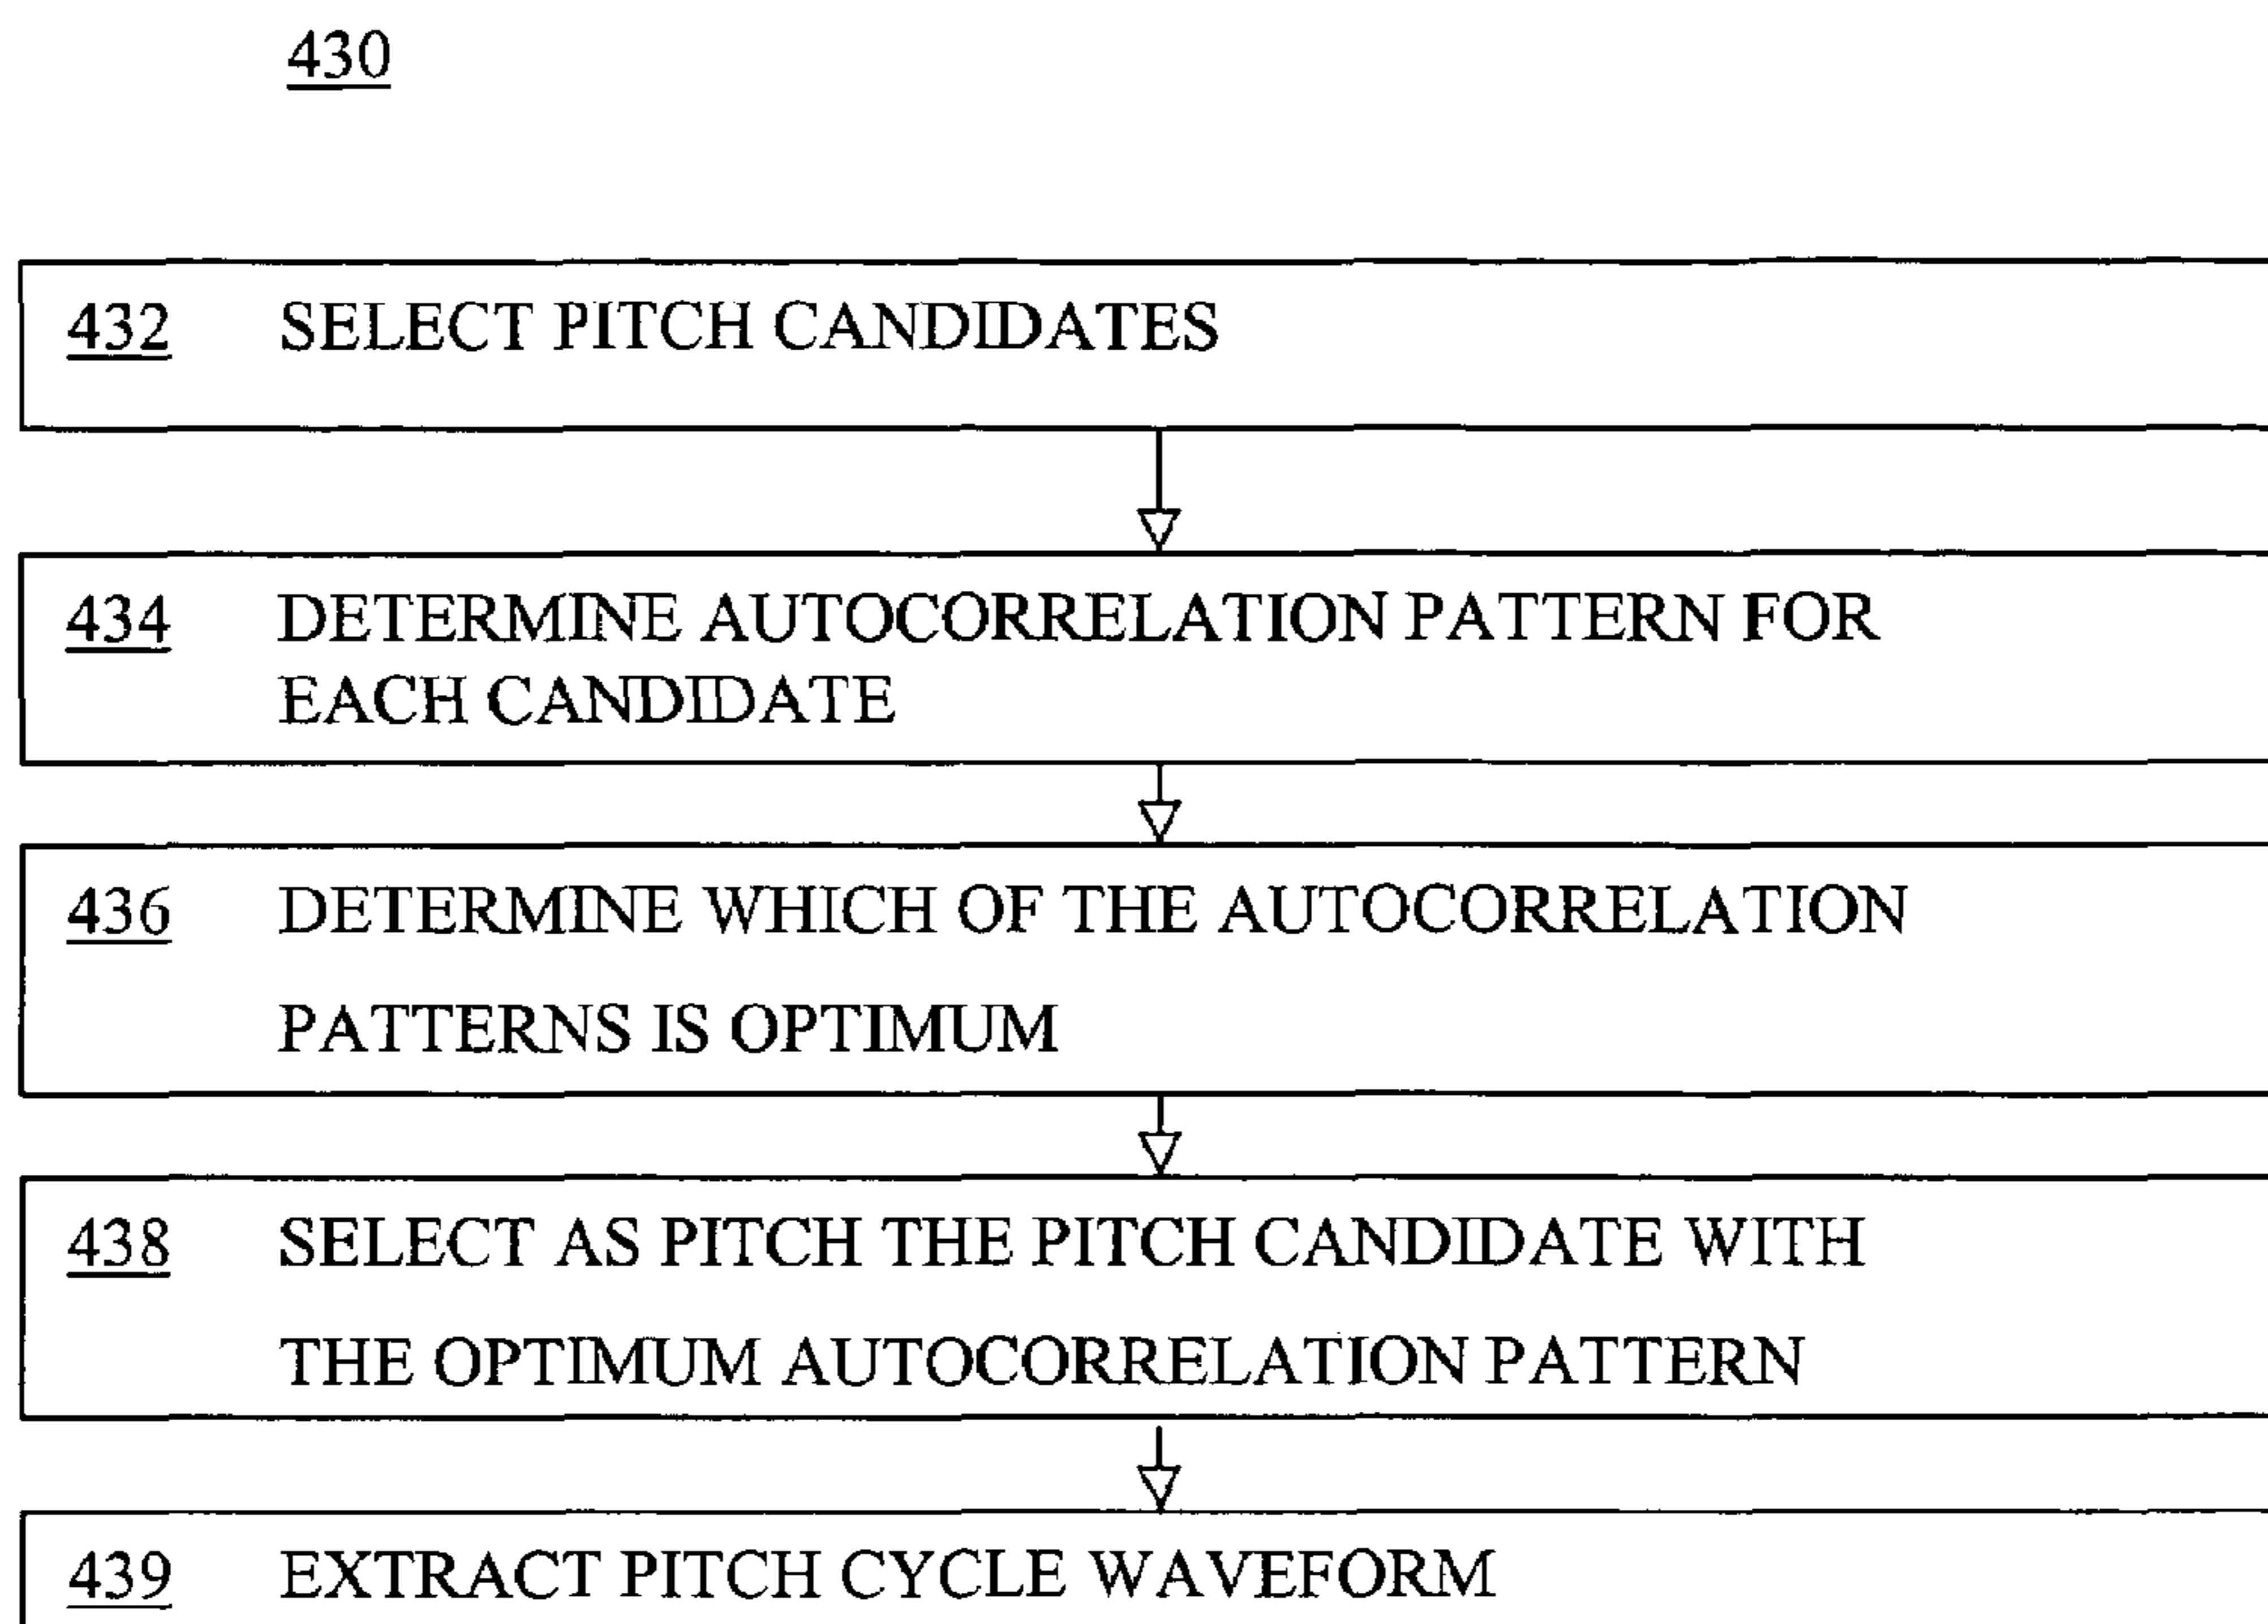 430
432 SELECT PITCH CANDIDATES
434 DETERMINE AUTOCORRELATION PATTERN FOR
EACH CANDIDATE
436 DETERMINE WHICH OF THE AUTOCORRELATION
PATTERNS IS OPTIMUM
438 SELECT AS PITCH THE PITCH CANDIDATE WITH
THE OPTIMUM AUTOCORRELATION PATTERN
439 EXTRACT PITCH CYCLE WAVEFORM